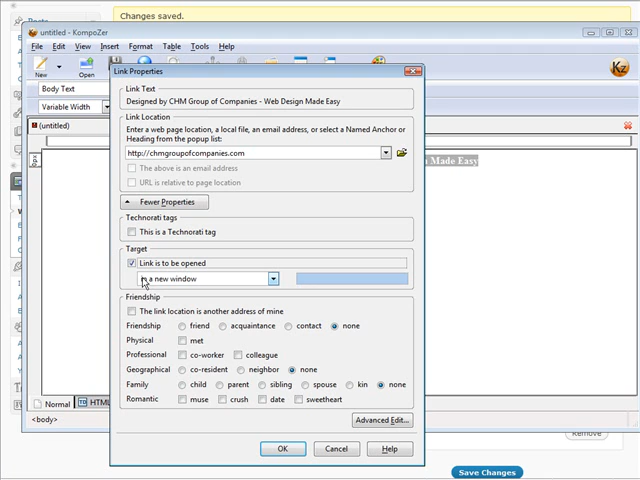 Changes saved.
untitled - KompoZer
File Edit View Insert Format Table Tools Help
New Open
Kz
Body Text
Variable Width
(untitled)
Made Easy
Link Properties
Link Text
Designed by CHM Group of Companies - Web Design Made Easy
Link Location
Enter a web page location, a local file, an email address, or select a Named Anchor or
Heading from the popup list:
http://chmgroupofcompanies.com
The above is an email address
URL is relative to page location
Fewer Properties
Technorati tags
This is a Technorati tag
Target
Link is to be opened
in a new window
Friendship
The link location is another address of mine
Friendship friend acquaintance contact none
Physical met
Professional co-worker colleague
Geographical co-resident neighbor none
Family child parent sibling spouse kin none
Romantic muse crush date sweetheart
Advanced Edit...
OK Cancel Help
Normal HTML
<body>
Remove
Save Changes